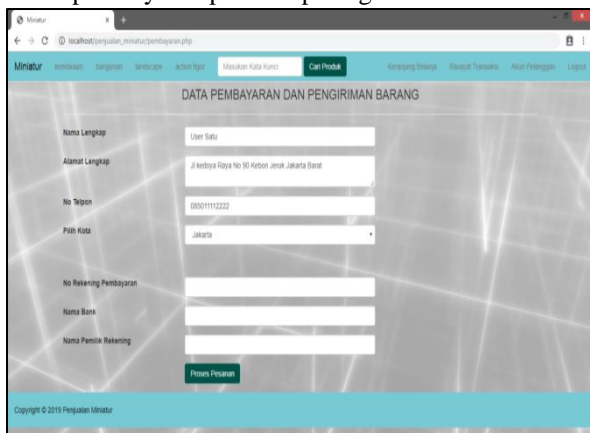 Miniatur
localhost/penjualan_miniatur/pembayaran.php
Miniatur kendaraan bangunan landscape action figur Masukan Kata Kunci Cari Produk Keranjang Belanja Riwayat Transaksi Akun Pelanggan Logout
DATA PEMBAYARAN DAN PENGIRIMAN BARANG
Nama Lengkap User Satu
Alamat Lengkap Jl kedoya Raya No 90 Kebon Jeruk Jakarta Barat
No Telpon 085011112222
Pilih Kota Jakarta
No Rekening Pembayaran
Nama Bank
Nama Pemilik Rekening
Proses Pesanan
Copyright © 2019 Penjualan Miniatur